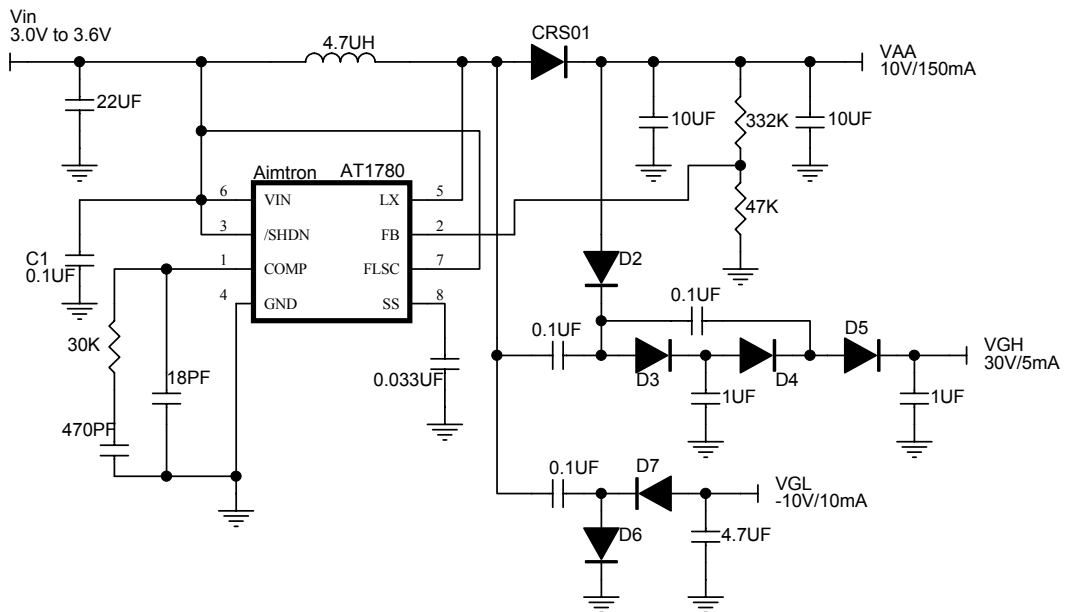 Vin
3.0V to 3.6V
4.7UH
CRS01
VAA
10V/150mA
22UF
10UF
332K
10UF
Aimtron AT1780
6 VIN LX 5
3 /SHDN FB 2
1 COMP FLSC 7
4 GND SS 8
47K
C1
0.1UF
D2
0.1UF
30K
0.1UF
D5
VGH
30V/5mA
18PF
0.033UF
D3
D4
1UF
1UF
470PF
0.1UF
D7
VGL
-10V/10mA
D6
4.7UF